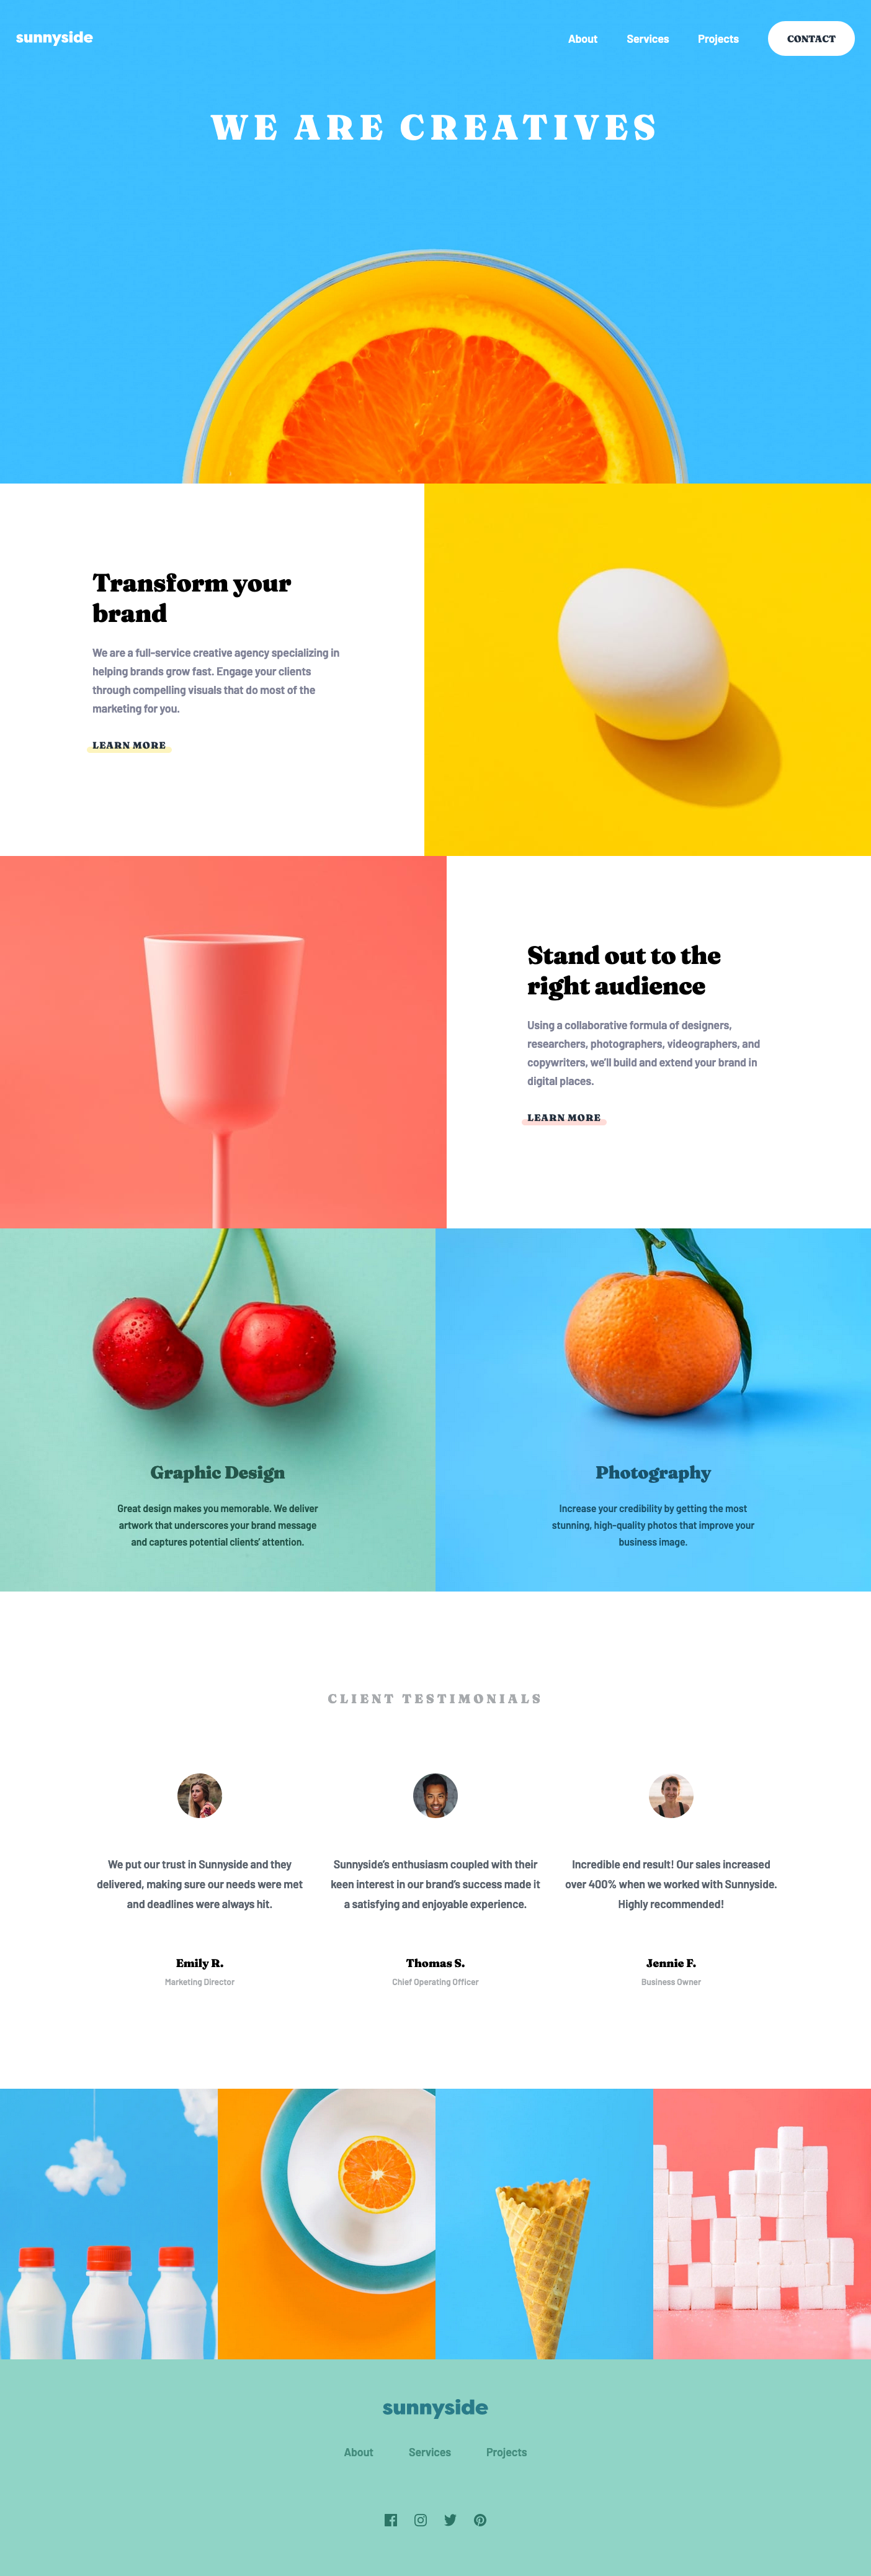 sunnyside
About Services Projects CONTACT
WE ARE CREATIVES
Transform your
brand
We are a full-service creative agency specializing in
helping brands grow fast. Engage your clients
through compelling visuals that do most of the
marketing for you.
LEARN MORE
Stand out to the
right audience
Using a collaborative formula of designers,
researchers, photographers, videographers, and
copywriters, we'll build and extend your brand in
digital places.
LEARN MORE
Graphic Design
Great design makes you memorable. We deliver
artwork that underscores your brand message
and captures potential clients' attention.
Photography
Increase your credibility by getting the most
stunning, high-quality photos that improve your
business image.
CLIENT TESTIMONIALS
We put our trust in Sunnyside and they
delivered, making sure our needs were met
and deadlines were always hit.
Emily R.
Marketing Director
Sunnyside's enthusiasm coupled with their
keen interest in our brand's success made it
a satisfying and enjoyable experience.
Thomas S.
Chief Operating Officer
Incredible end result! Our sales increased
over 400% when we worked with Sunnyside.
Highly recommended!
Jennie F.
Business Owner
sunnyside
About Services Projects